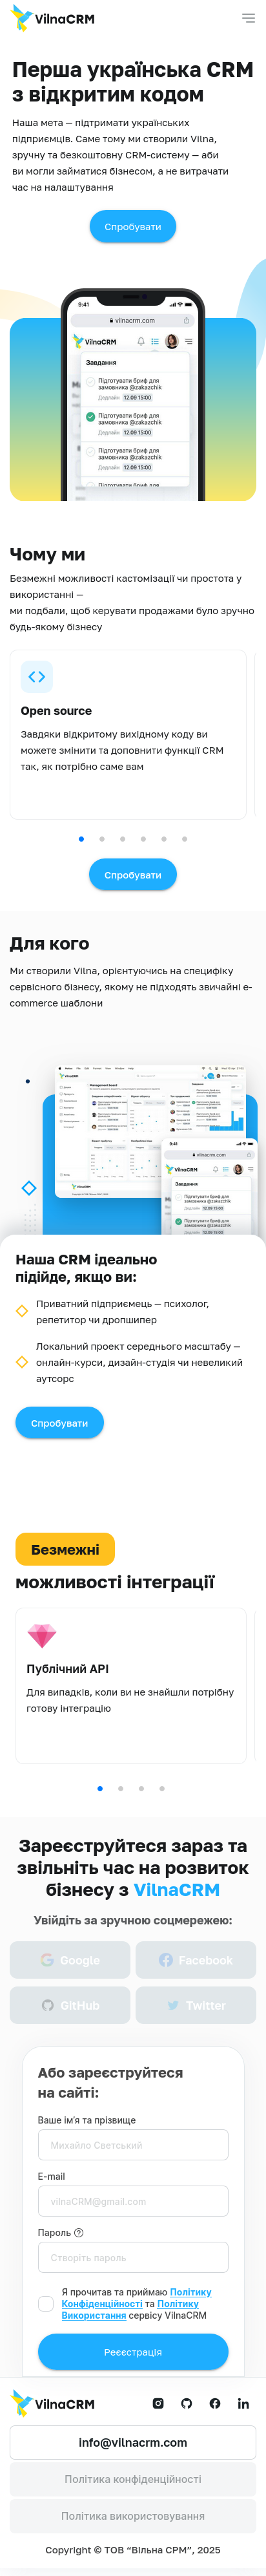 VilnaCRM
Перша українська CRM
з відкритим кодом
Наша мета — підтримати українських
підприємців. Саме тому ми створили Vilna,
зручну та безкоштовну CRM-систему — аби
ви могли займатися бізнесом, а не витрачати
час на налаштування
Спробувати
9:41
vilnacrm.com
VilnaCRM
Завдання
Підготувати бриф для
замовника @zakazchik
Дедлайн 12.09 15:00
Підготувати бриф для
замовника @zakazchik
Дедлайн 12.09 15:00
Підготувати бриф для
замовника @zakazchik
Дедлайн 12.09 15:00
Підготувати бриф для
Чому ми
Безмежні можливості кастомізації чи простота у
використанні —
ми подбали, щоб керувати продажами було зручно
будь-якому бізнесу
Open source
Завдяки відкритому вихідному коду ви
можете змінити та доповнити функції CRM
так, як потрібно саме вам
Спробувати
Для кого
Ми створили Vilna, орієнтуючись на специфіку
сервісного бізнесу, якому не підходять звичайні e-
commerce шаблони
VilnaCRM
Management board
9:41
vilnacrm.com
VilnaCRM
Завдання
Підготувати бриф для
замовника @zakazchik
Дедлайн 12.09 15:00
Підготувати бриф для
замовника @zakazchik
Наша CRM ідеально
підійде, якщо ви:
Приватний підприємець — психолог,
репетитор чи дропшипер
Локальний проект середнього масштабу —
онлайн-курси, дизайн-студія чи невеликий
аутсорс
Спробувати
Безмежні
можливості інтеграції
Публічний API
Для випадків, коли ви не знайшли потрібну
готову інтеграцію
Зареєструйтеся зараз та
звільніть час на розвиток
бізнесу з VilnaCRM
Увійдіть за зручною соцмережею:
Google
Facebook
GitHub
Twitter
Або зареєструйтеся
на сайті:
Ваше ім’я та прізвище
Михайло Светський
E-mail
vilnaCRM@gmail.com
Пароль
Створіть пароль
Я прочитав та приймаю Політику
Конфіденційності та Політику
Використання сервісу VilnaCRM
Реєєстрація
VilnaCRM
info@vilnacrm.com
Політика конфіденційності
Політика використовування
Copyright © ТОВ “Вільна СРМ”, 2025